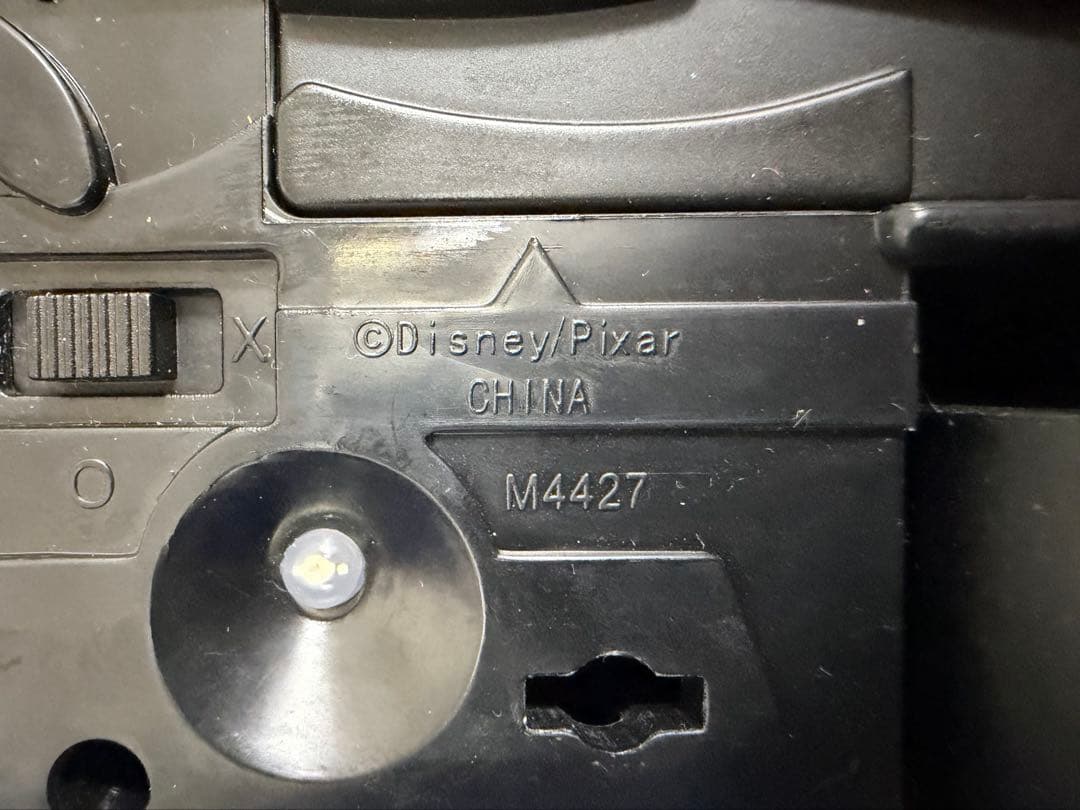 ©Disney/Pixar
X
CHINA
O
M4427